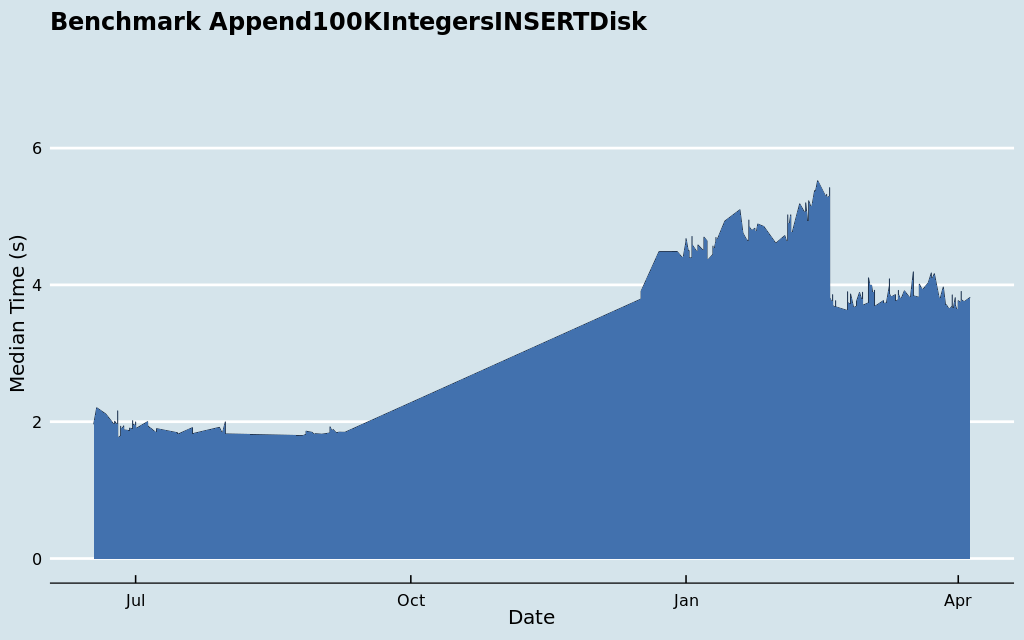 Benchmark Append100KIntegersINSERTDisk
Median Time (s)
6
4
2
0
Jul Oct Jan Apr
Date